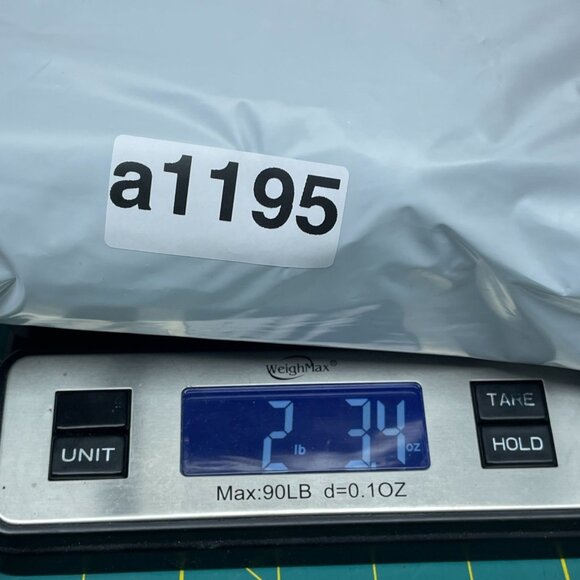 a1195
WeighMax®
TARE
2 lb 3.4 oz
UNIT
HOLD
Max:90LB d=0.1OZ